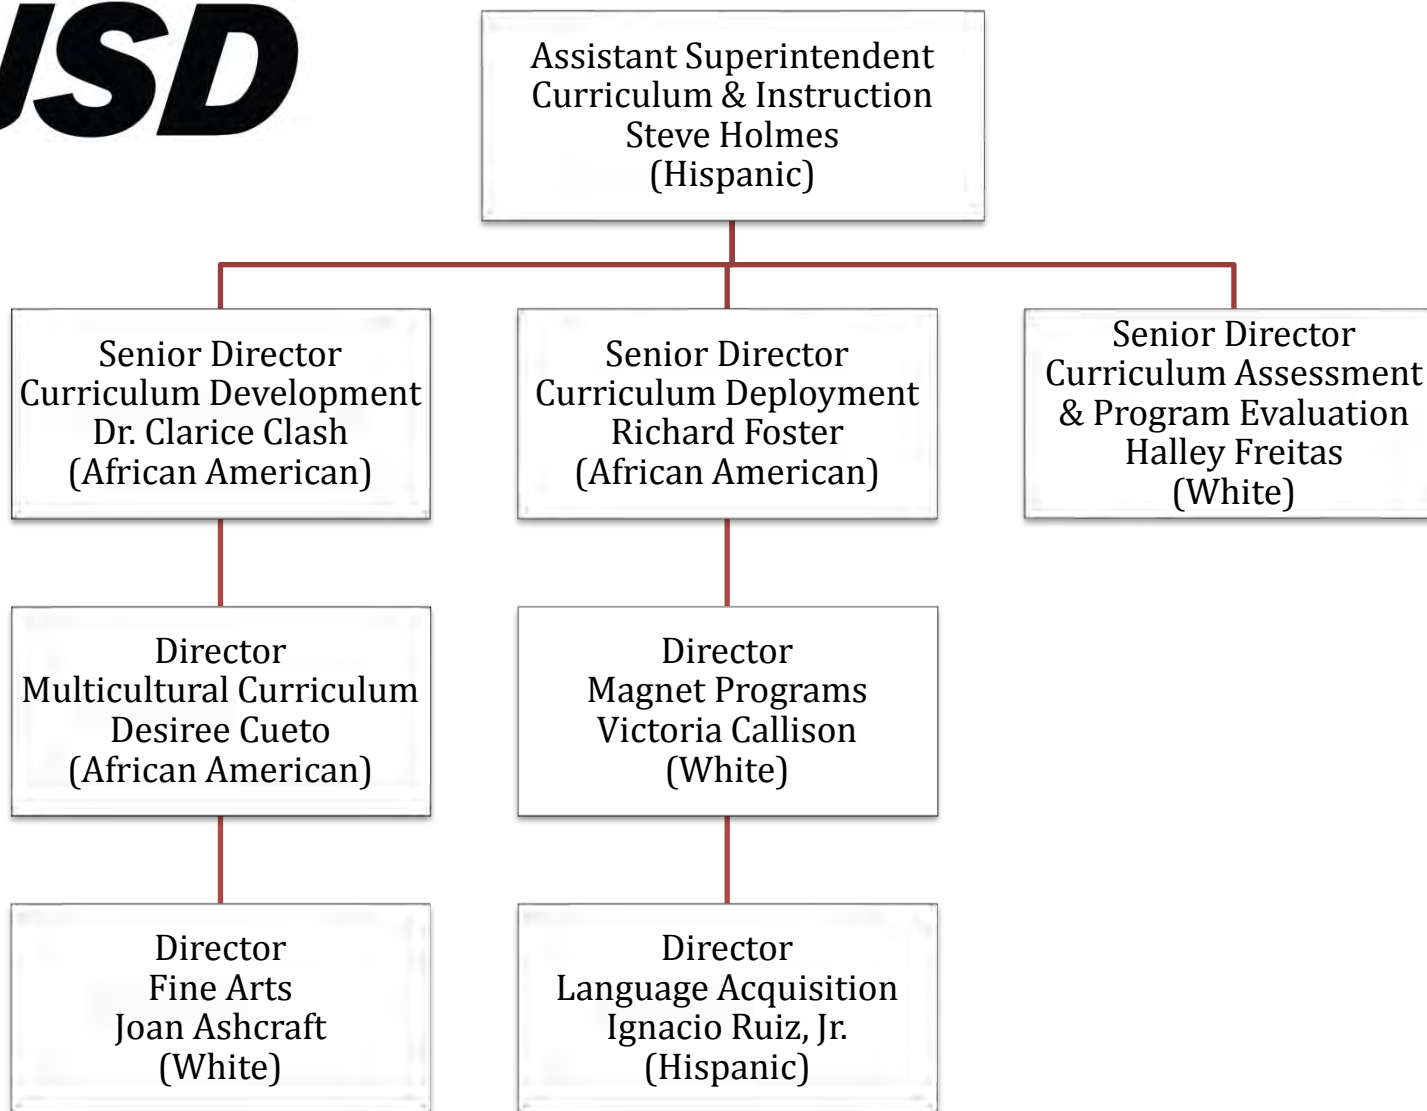 USD
Assistant Superintendent
Curriculum & Instruction
Steve Holmes
(Hispanic)
Senior Director
Curriculum Development
Dr. Clarice Clash
(African American)
Senior Director
Curriculum Deployment
Richard Foster
(African American)
Senior Director
Curriculum Assessment
& Program Evaluation
Halley Freitas
(White)
Director
Multicultural Curriculum
Desiree Cueto
(African American)
Director
Magnet Programs
Victoria Callison
(White)
Director
Fine Arts
Joan Ashcraft
(White)
Director
Language Acquisition
Ignacio Ruiz, Jr.
(Hispanic)